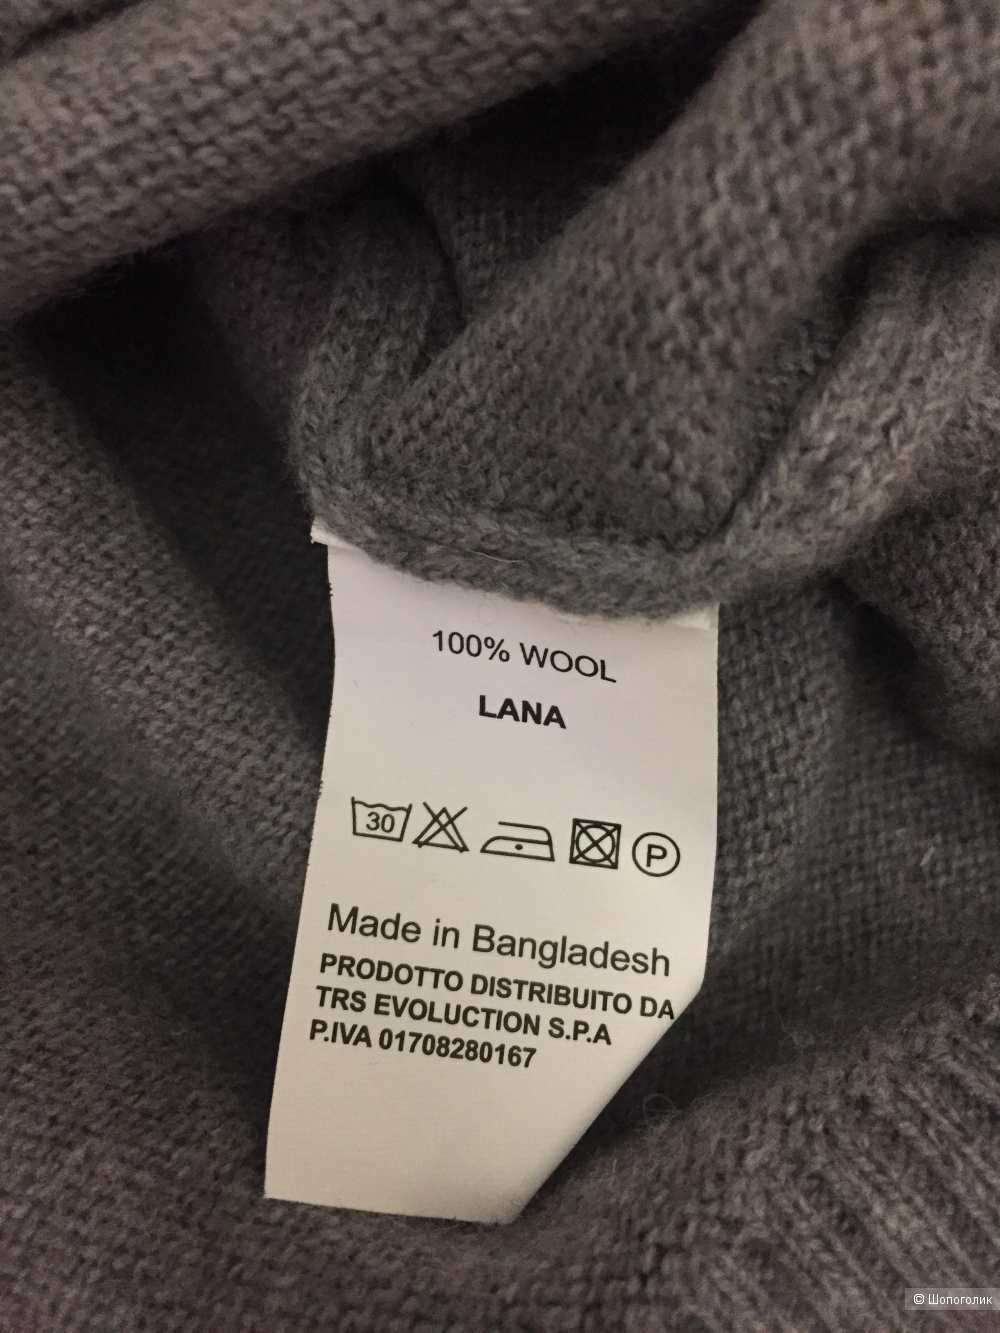 100% WOOL
LANA
30
P
Made in Bangladesh
PRODOTTO DISTRIBUITO DA
TRS EVOLUCTION S.P.A
P.IVA 01708280167
© Шопоголик